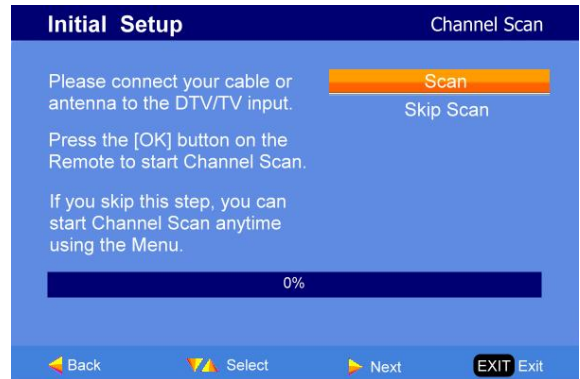 Initial Setup
Channel Scan
Please connect your cable or
antenna to the DTV/TV input.
Press the [OK] button on the
Remote to start Channel Scan.
If you skip this step, you can
start Channel Scan anytime
using the Menu.
Scan
Skip Scan
0%
Back Select Next EXIT Exit